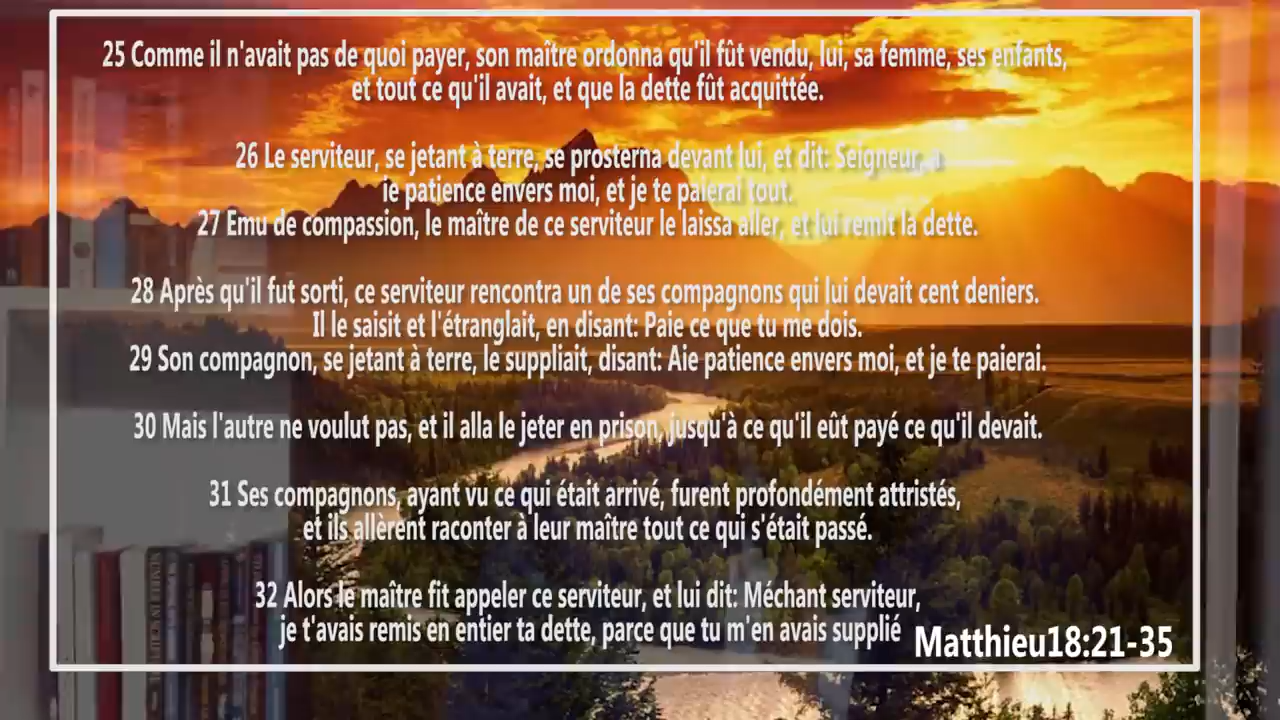 25 Comme il n'avait pas de quoi payer, son maître ordonna qu'il fût vendu, lui, sa femme, ses enfants,
et tout ce qu'il avait, et que la dette fût acquittée.
26 Le serviteur, se jetant à terre, se prosterna devant lui, et dit: Seigneur, a
ie patience envers moi, et je te paierai tout.
27 Emu de compassion, le maître de ce serviteur le laissa aller, et lui remit la dette.
28 Après qu'il fut sorti, ce serviteur rencontra un de ses compagnons qui lui devait cent deniers.
Il le saisit et l'étranglait, en disant: Paie ce que tu me dois.
29 Son compagnon, se jetant à terre, le suppliait, disant: Aie patience envers moi, et je te paierai.
30 Mais l'autre ne voulut pas, et il alla le jeter en prison, jusqu'à ce qu'il eût payé ce qu'il devait.
31 Ses compagnons, ayant vu ce qui était arrivé, furent profondément attristés,
et ils allèrent raconter à leur maître tout ce qui s'était passé.
32 Alors le maître fit appeler ce serviteur, et lui dit: Méchant serviteur,
je t'avais remis en entier ta dette, parce que tu m'en avais supplié
Matthieu18:21-35